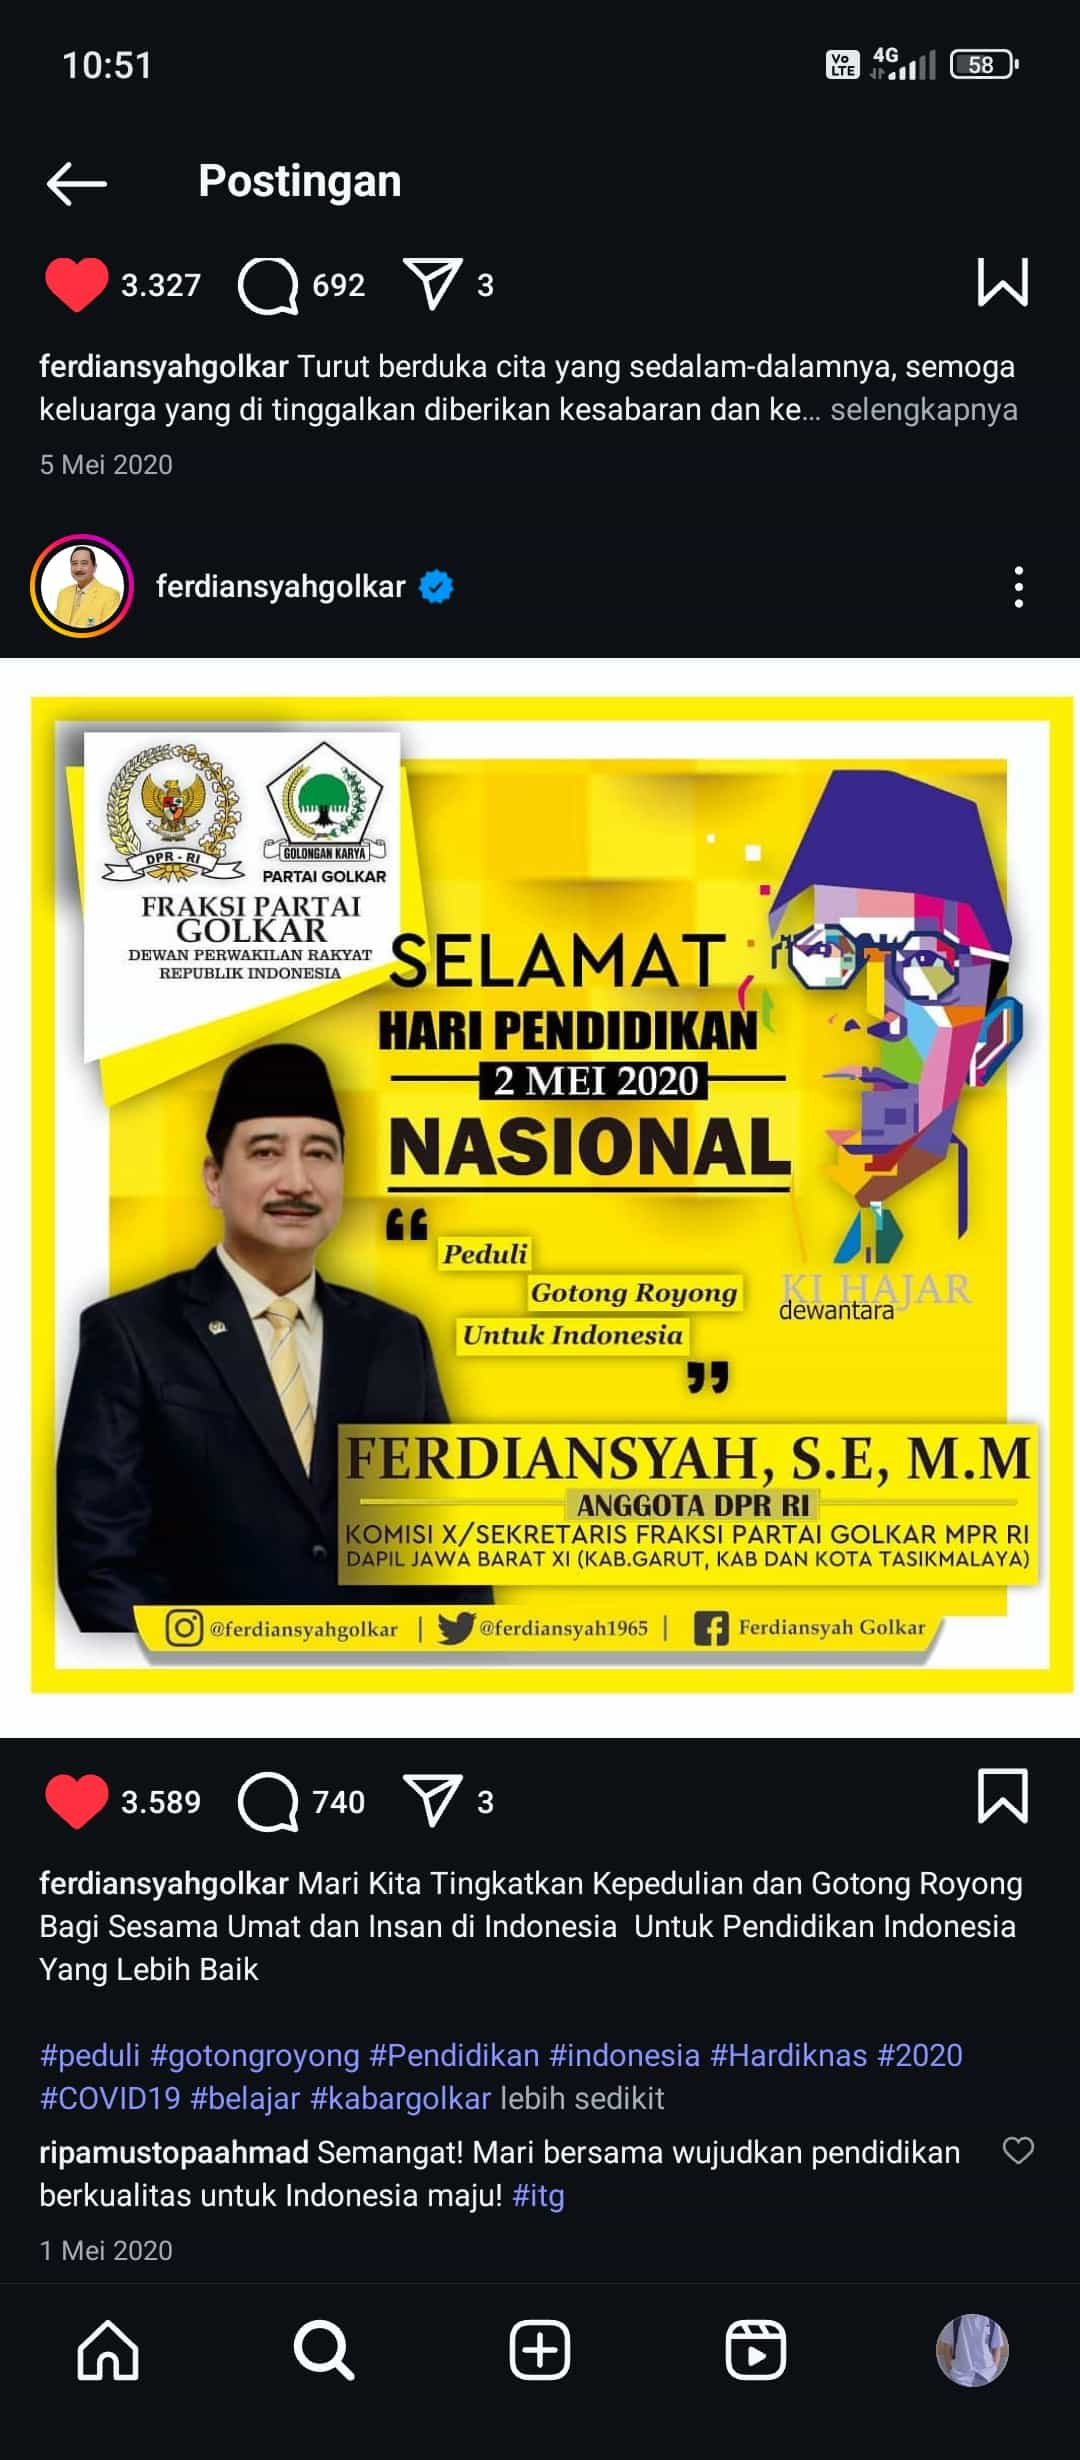 10:51
Vo LTE 4G 58
Postingan
3.327 692 3
ferdiansyahgolkar Turut berduka cita yang sedalam-dalamnya, semoga
keluarga yang di tinggalkan diberikan kesabaran dan ke... selengkapnya
5 Mei 2020
ferdiansyahgolkar
DPR - RI
GOLONGAN KARYA
PARTAI GOLKAR
FRAKSI PARTAI
GOLKAR
DEWAN PERWAKILAN RAKYAT
REPUBLIK INDONESIA
SELAMAT
HARI PENDIDIKAN
2 MEI 2020
NASIONAL
“
Peduli
Gotong Royong
Untuk Indonesia
”
KI HAJAR
dewantara
FERDIANSYAH, S.E, M.M
ANGGOTA DPR RI
KOMISI X/SEKRETARIS FRAKSI PARTAI GOLKAR MPR RI
DAPIL JAWA BARAT XI (KAB.GARUT, KAB DAN KOTA TASIKMALAYA)
@ferdiansyahgolkar | @ferdiansyah1965 | Ferdiansyah Golkar
3.589 740 3
ferdiansyahgolkar Mari Kita Tingkatkan Kepedulian dan Gotong Royong
Bagi Sesama Umat dan Insan di Indonesia  Untuk Pendidikan Indonesia
Yang Lebih Baik
#peduli #gotongroyong #Pendidikan #indonesia #Hardiknas #2020
#COVID19 #belajar #kabargolkar lebih sedikit
ripamustopaahmad Semangat! Mari bersama wujudkan pendidikan
berkualitas untuk Indonesia maju! #itg
1 Mei 2020